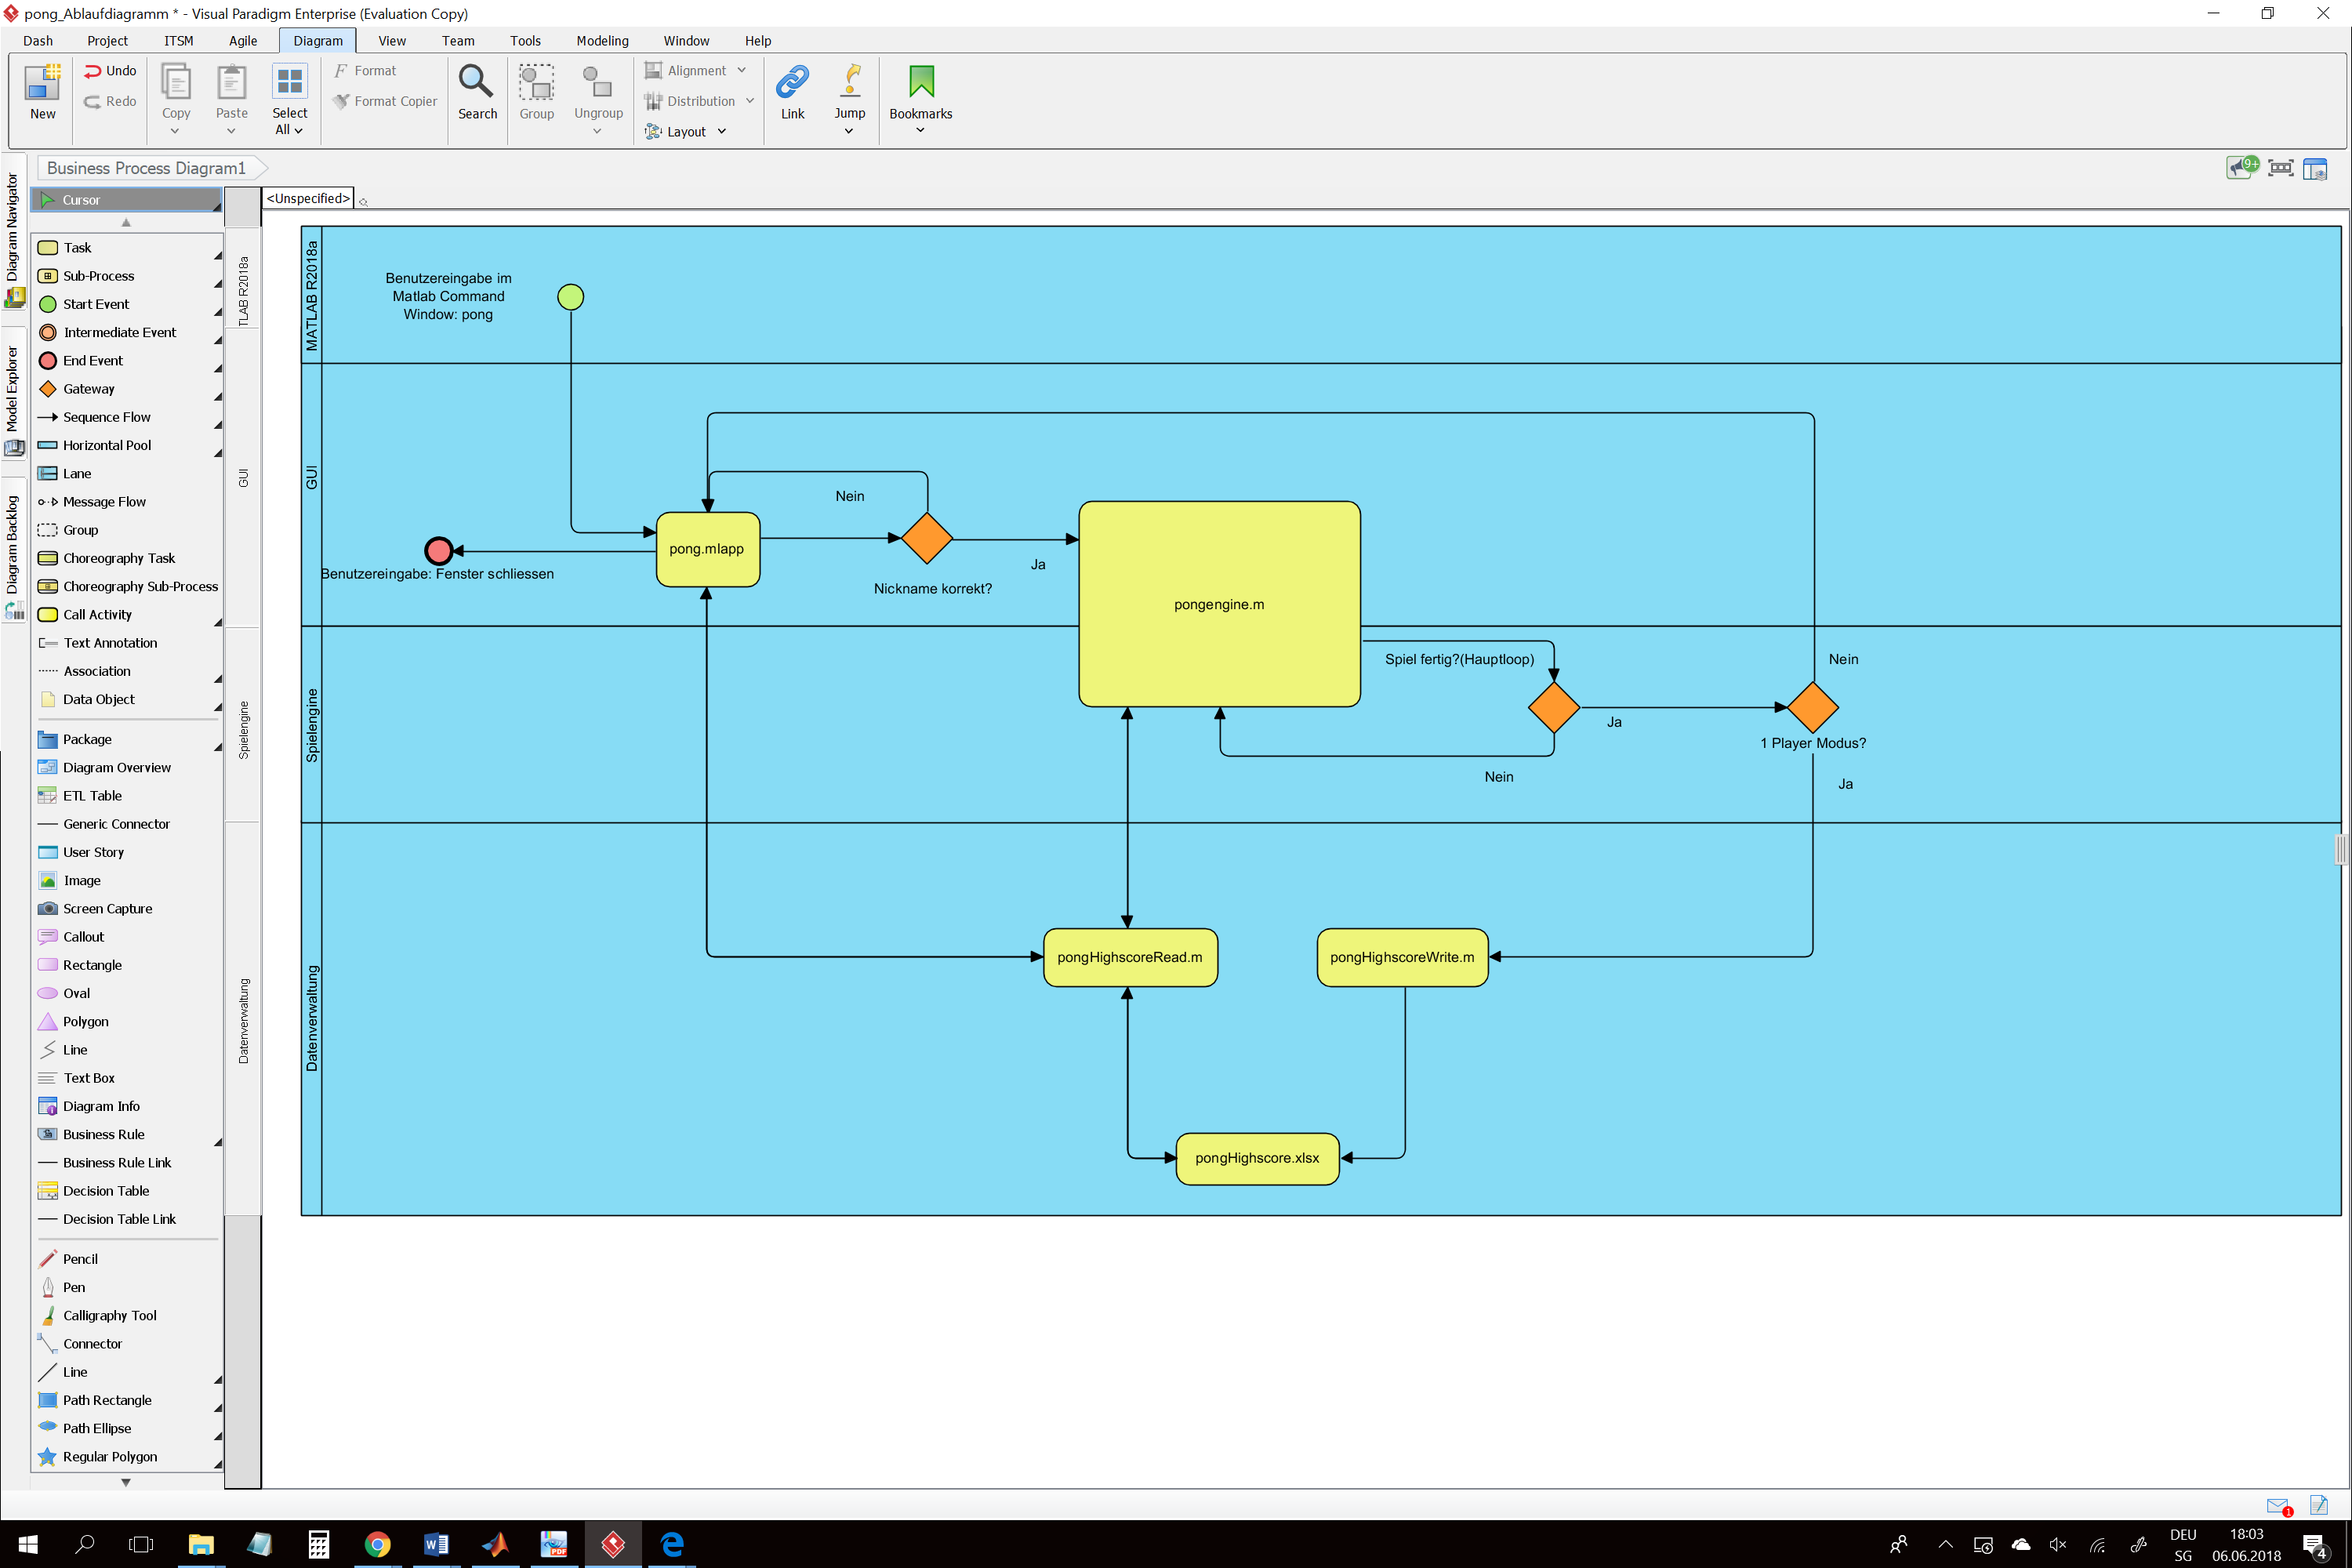 pong_Ablaufdiagramm * - Visual Paradigm Enterprise (Evaluation Copy)
Dash Project ITSM Agile Diagram View Team Tools Modeling Window Help
New
Undo
Redo
Copy
Paste
Select
All
Format
Format Copier
Search
Group
Ungroup
Alignment
Distribution
Layout
Link
Jump
Bookmarks
Business Process Diagram1
9+
Diagram Navigator
Model Explorer
Diagram Backlog
Cursor
Task
Sub-Process
Start Event
Intermediate Event
End Event
Gateway
Sequence Flow
Horizontal Pool
Lane
Message Flow
Group
Choreography Task
Choreography Sub-Process
Call Activity
Text Annotation
Association
Data Object
Package
Diagram Overview
ETL Table
Generic Connector
User Story
Image
Screen Capture
Callout
Rectangle
Oval
Polygon
Line
Text Box
Diagram Info
Business Rule
Business Rule Link
Decision Table
Decision Table Link
Pencil
Pen
Calligraphy Tool
Connector
Line
Path Rectangle
Path Ellipse
Regular Polygon
TLAB R2018a
GUI
Spielengine
Datenverwaltung
<Unspecified>
MATLAB R2018a
Benutzereingabe im
Matlab Command
Window: pong
GUI
Nein
pong.mlapp
Benutzereingabe: Fenster schliessen
Nickname korrekt?
Ja
pongengine.m
Spielengine
Spiel fertig?(Hauptloop)
Nein
Ja
1 Player Modus?
Nein
Ja
Datenverwaltung
pongHighscoreRead.m
pongHighscoreWrite.m
pongHighscore.xlsx
1
DEU
SG
18:03
06.06.2018
4